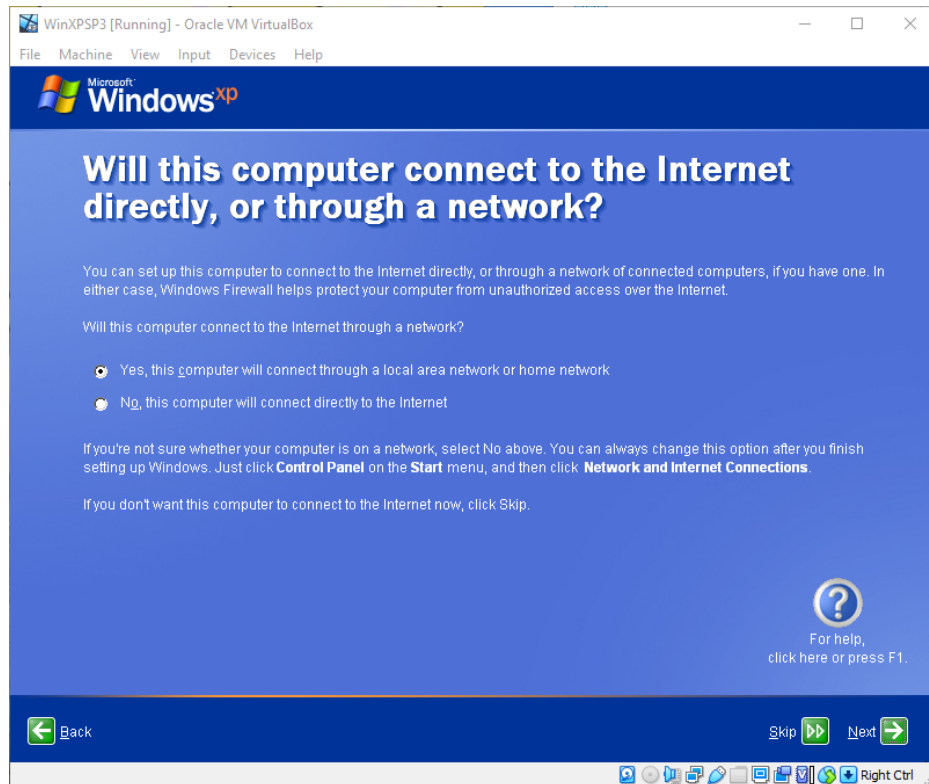 WinXPSP3 [Running] - Oracle VM VirtualBox
File Machine View Input Devices Help
Microsoft
Windows xp
Will this computer connect to the Internet
directly, or through a network?
You can set up this computer to connect to the Internet directly, or through a network of connected computers, if you have one. In
either case, Windows Firewall helps protect your computer from unauthorized access over the Internet.
Will this computer connect to the Internet through a network?
Yes, this computer will connect through a local area network or home network
No, this computer will connect directly to the Internet
If you're not sure whether your computer is on a network, select No above. You can always change this option after you finish
setting up Windows. Just click Control Panel on the Start menu, and then click Network and Internet Connections.
If you don't want this computer to connect to the Internet now, click Skip.
For help,
click here or press F1.
Back Skip Next
Right Ctrl